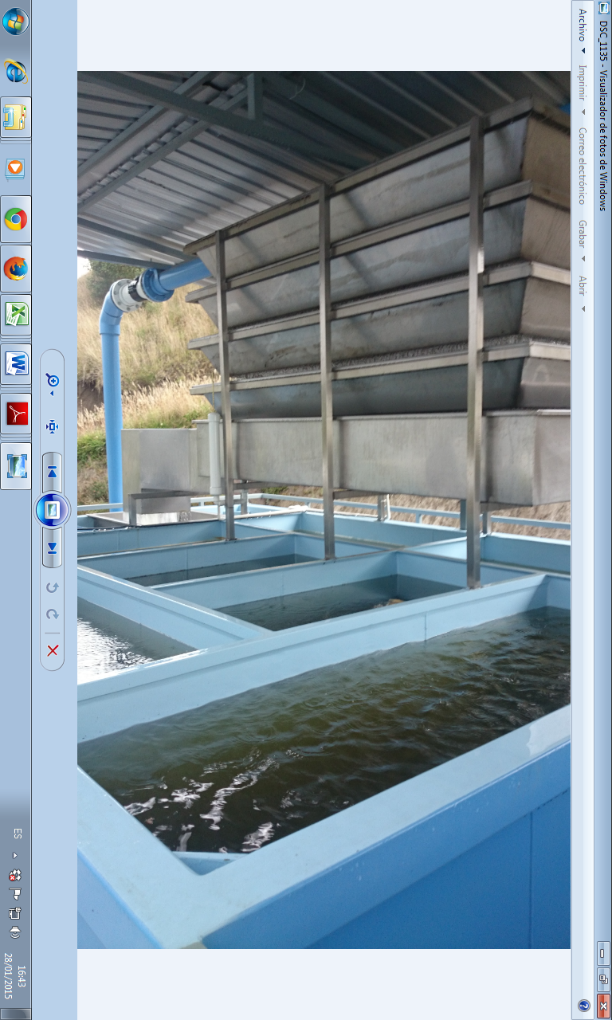 DSC_1135 - Visualizador de fotos de Windows
Archivo Imprimir Correo electrónico Grabar Abrir
ES
16:43
28/01/2015